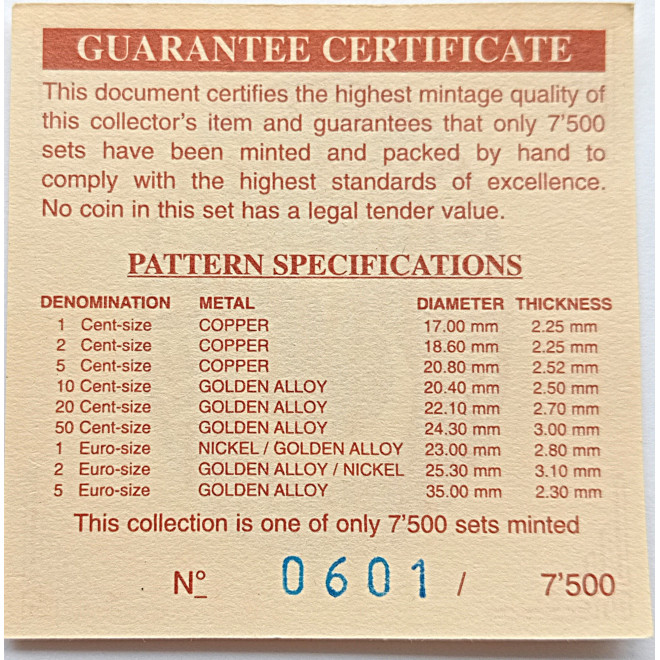 GUARANTEE CERTIFICATE
This document certifies the highest mintage quality of
this collector's item and guarantees that only 7'500
sets have been minted and packed by hand to
comply with the highest standards of excellence.
No coin in this set has a legal tender value.
PATTERN SPECIFICATIONS
DENOMINATION METAL DIAMETER THICKNESS
1 Cent-size COPPER 17.00 mm 2.25 mm
2 Cent-size COPPER 18.60 mm 2.25 mm
5 Cent-size COPPER 20.80 mm 2.52 mm
10 Cent-size GOLDEN ALLOY 20.40 mm 2.50 mm
20 Cent-size GOLDEN ALLOY 22.10 mm 2.70 mm
50 Cent-size GOLDEN ALLOY 24.30 mm 3.00 mm
1 Euro-size NICKEL / GOLDEN ALLOY 23.00 mm 2.80 mm
2 Euro-size GOLDEN ALLOY / NICKEL 25.30 mm 3.10 mm
5 Euro-size GOLDEN ALLOY 35.00 mm 2.30 mm
This collection is one of only 7'500 sets minted
Nº 0601 / 7'500